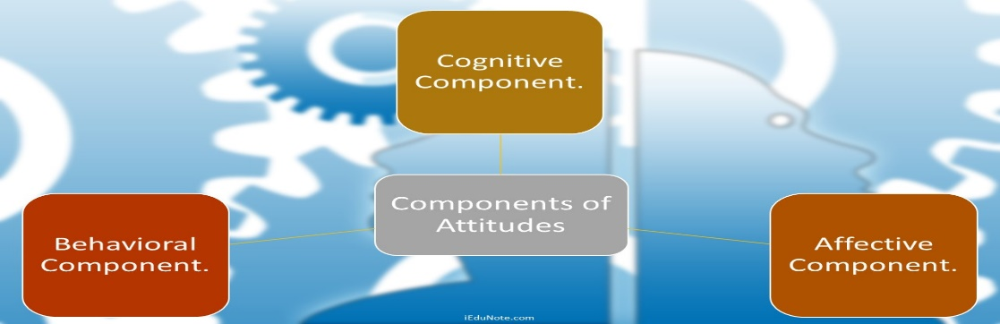 Cognitive
Component.
Components of
Attitudes
Behavioral
Component.
Affective
Component.
iEduNote.com